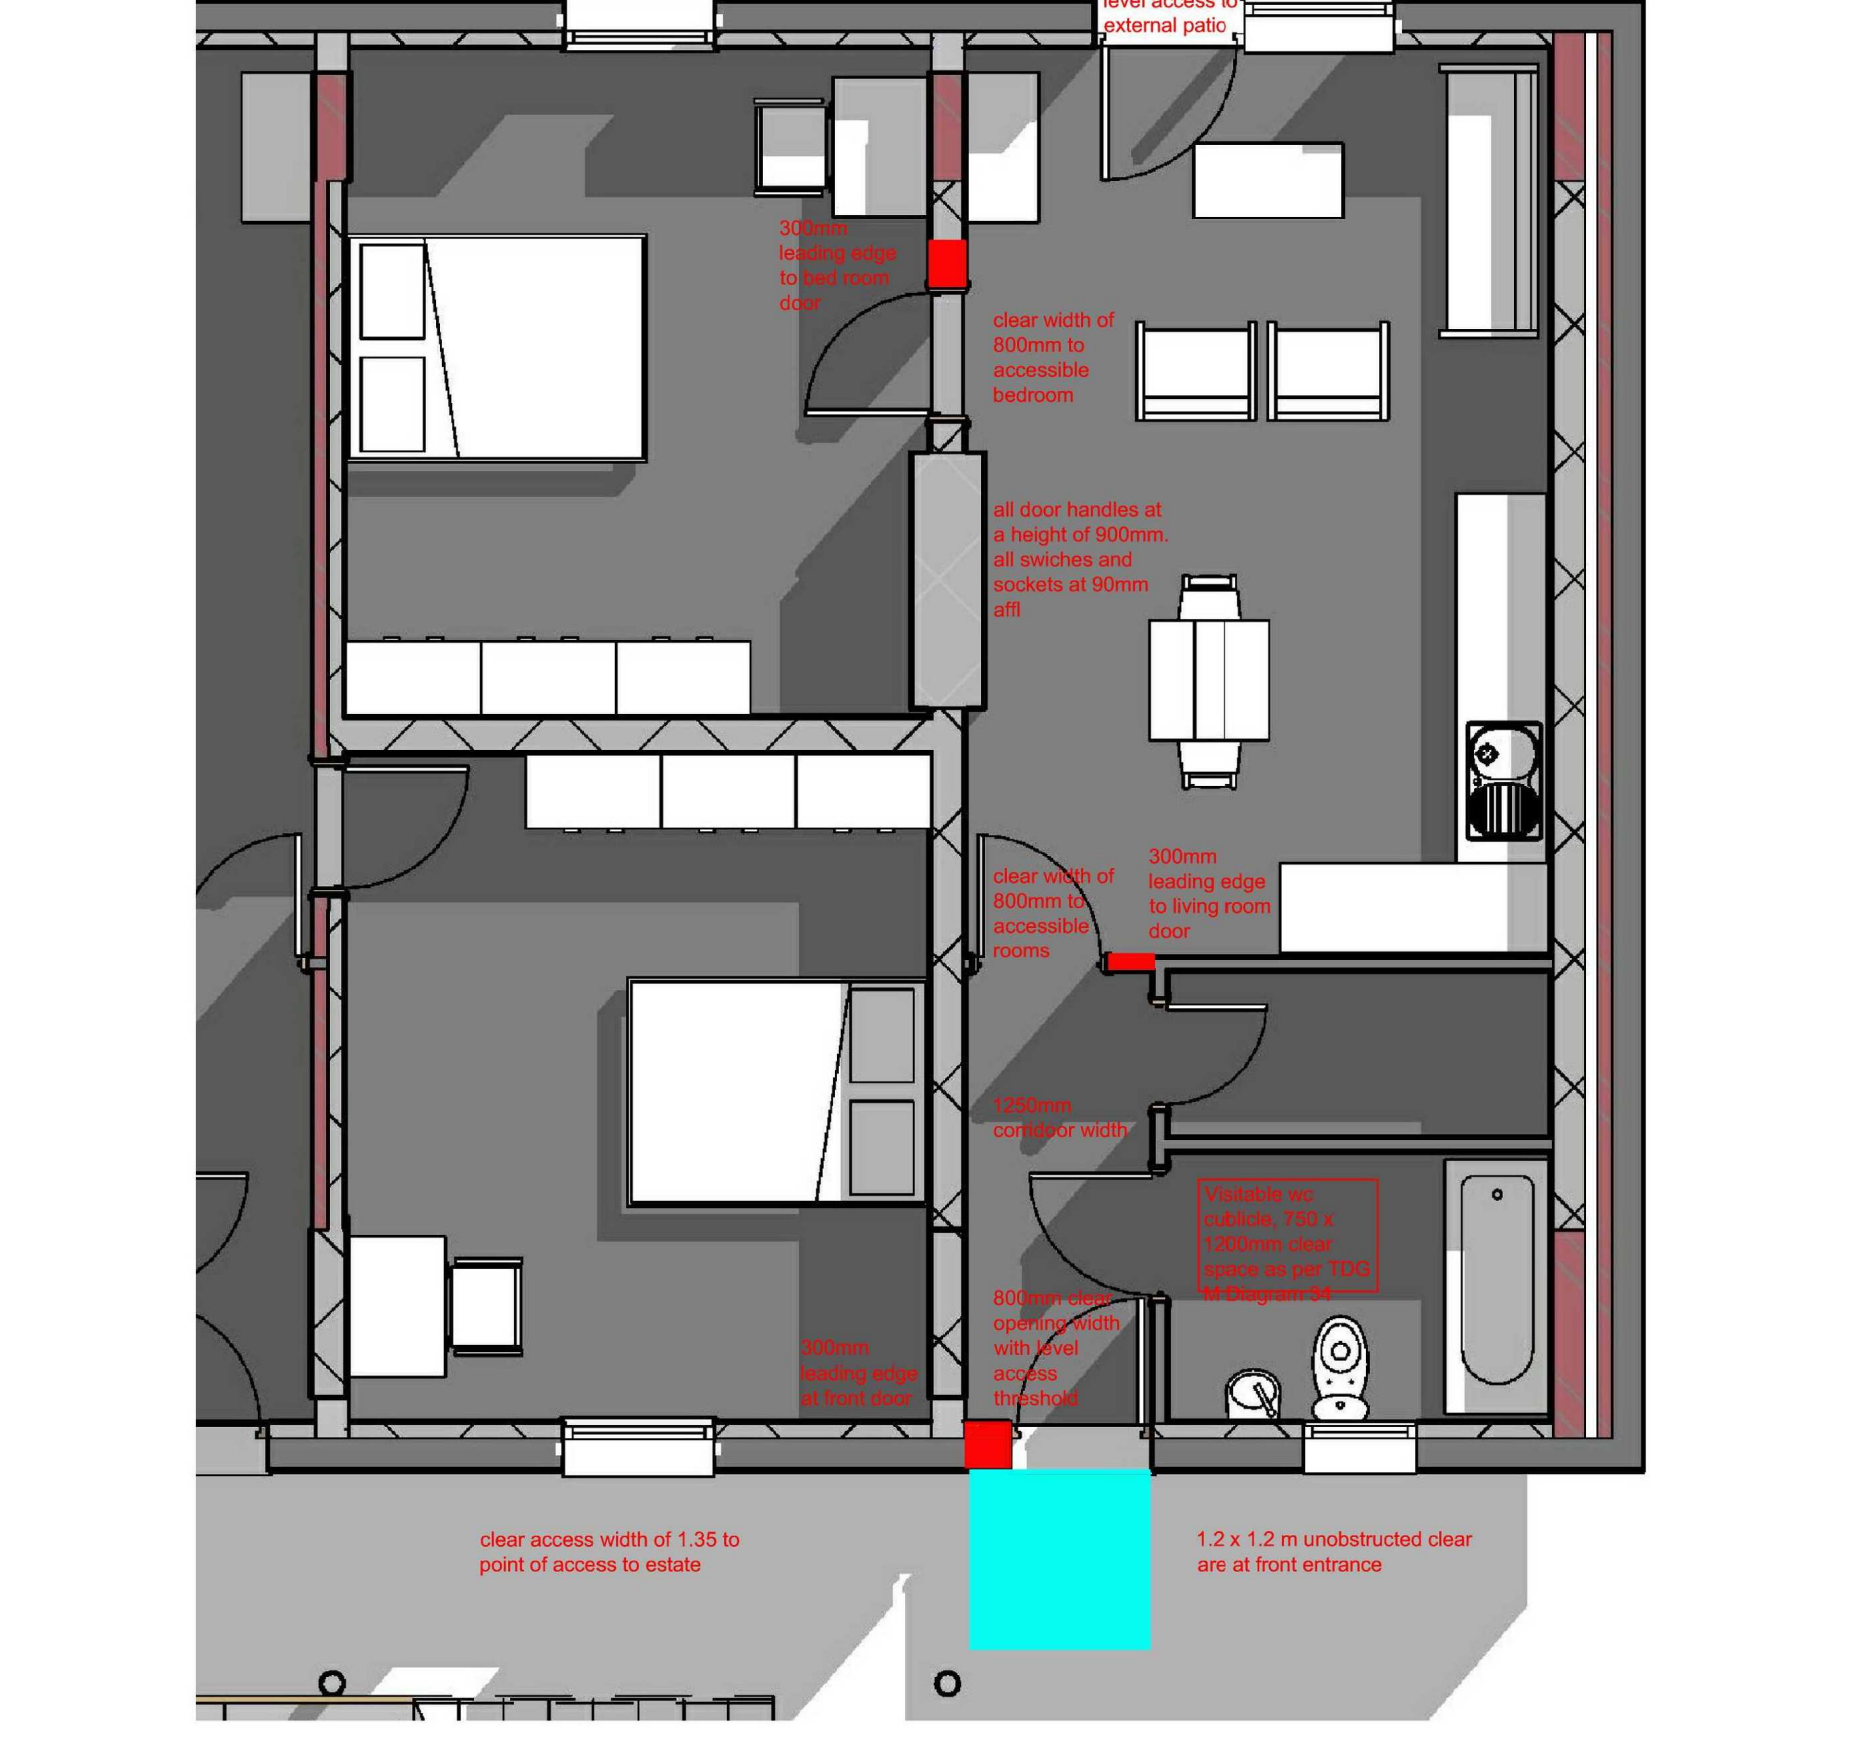 level access to
external patio
300mm
leading edge
to bed room
door
clear width of
800mm to
accessible
bedroom
all door handles at
a height of 900mm.
all swiches and
sockets at 90mm
affl
clear width of
800mm to
accessible
rooms
300mm
leading edge
to living room
door
1250mm
corridoor width
Visitable wc
cublicle, 750 x
1200mm clear
space as per TDG
M Diagram 34
800mm clear
opening width
with level
access
threshold
300mm
leading edge
at front door
clear access width of 1.35 to
point of access to estate
1.2 x 1.2 m unobstructed clear
are at front entrance